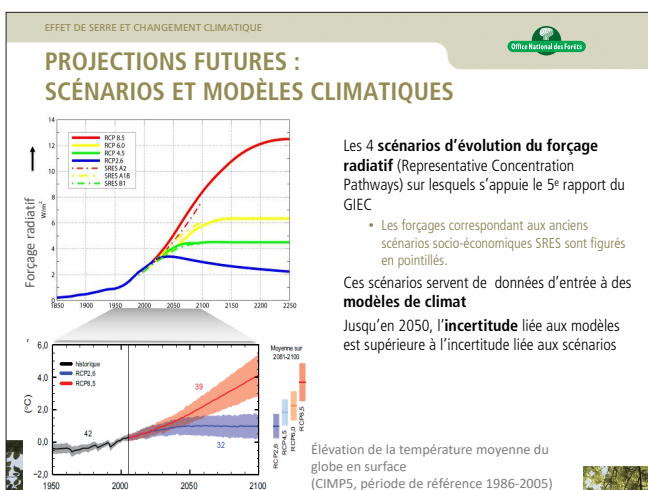 EFFET DE SERRE ET CHANGEMENT CLIMATIQUE
Office National des Forêts
PROJECTIONS FUTURES :
SCÉNARIOS ET MODÈLES CLIMATIQUES
Forçage radiatif
W/m²
14
12
10
8
6
4
2
0
RCP 8.5
RCP 6.0
RCP 4.5
RCP2.6
SRES A2
SRES A1B
SRES B1
1850 1900 1950 2000 2050 2100 2150 2200 2250
Les 4 scénarios d'évolution du forçage
radiatif (Representative Concentration
Pathways) sur lesquels s'appuie le 5e rapport du
GIEC
• Les forçages correspondant aux anciens
scénarios socio-économiques SRES sont figurés
en pointillés.
Ces scénarios servent de données d'entrée à des
modèles de climat
Jusqu'en 2050, l'incertitude liée aux modèles
est supérieure à l'incertitude liée aux scénarios
(°C)
6,0
4,0
2,0
0,0
−2,0
historique
RCP2,6
RCP8,5
42
39
32
1950 2000 2050 2100
Moyenne sur
2081-2100
RCP2,6
RCP4,5
RCP6,0
RCP8,5
Élévation de la température moyenne du
globe en surface
(CIMP5, période de référence 1986-2005)